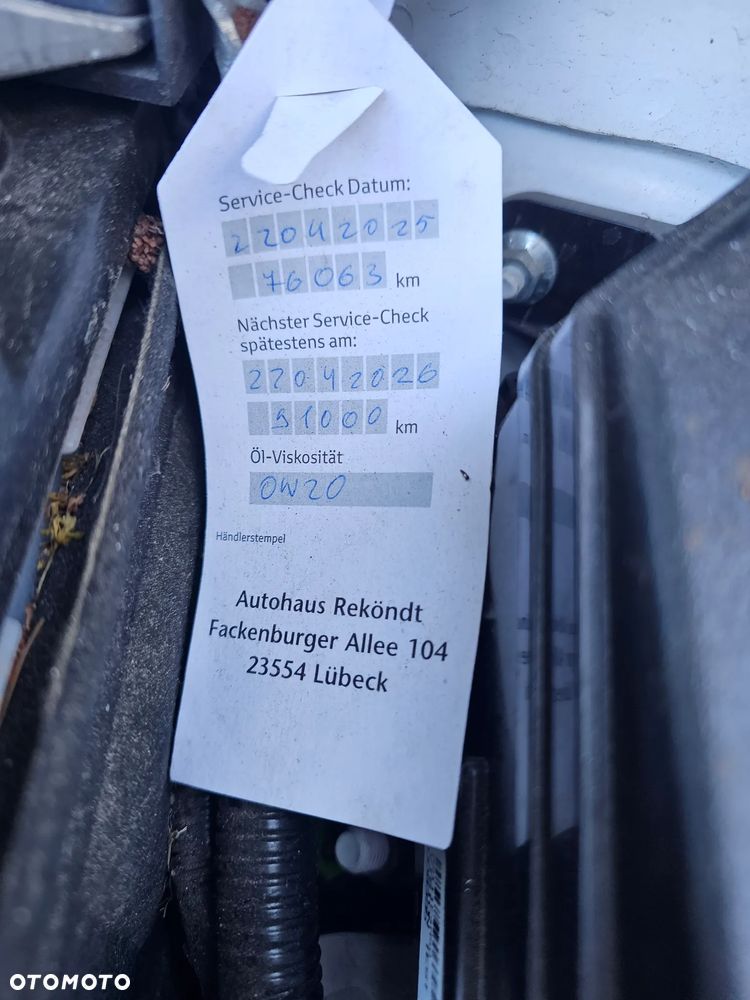 Service-Check Datum:
22042025
76063 km
Nächster Service-Check
spätestens am:
22042026
91000 km
Öl-Viskosität
0W20
Händlerstempel
Autohaus Reköndt
Fackenburger Allee 104
23554 Lübeck
OTOMOTO